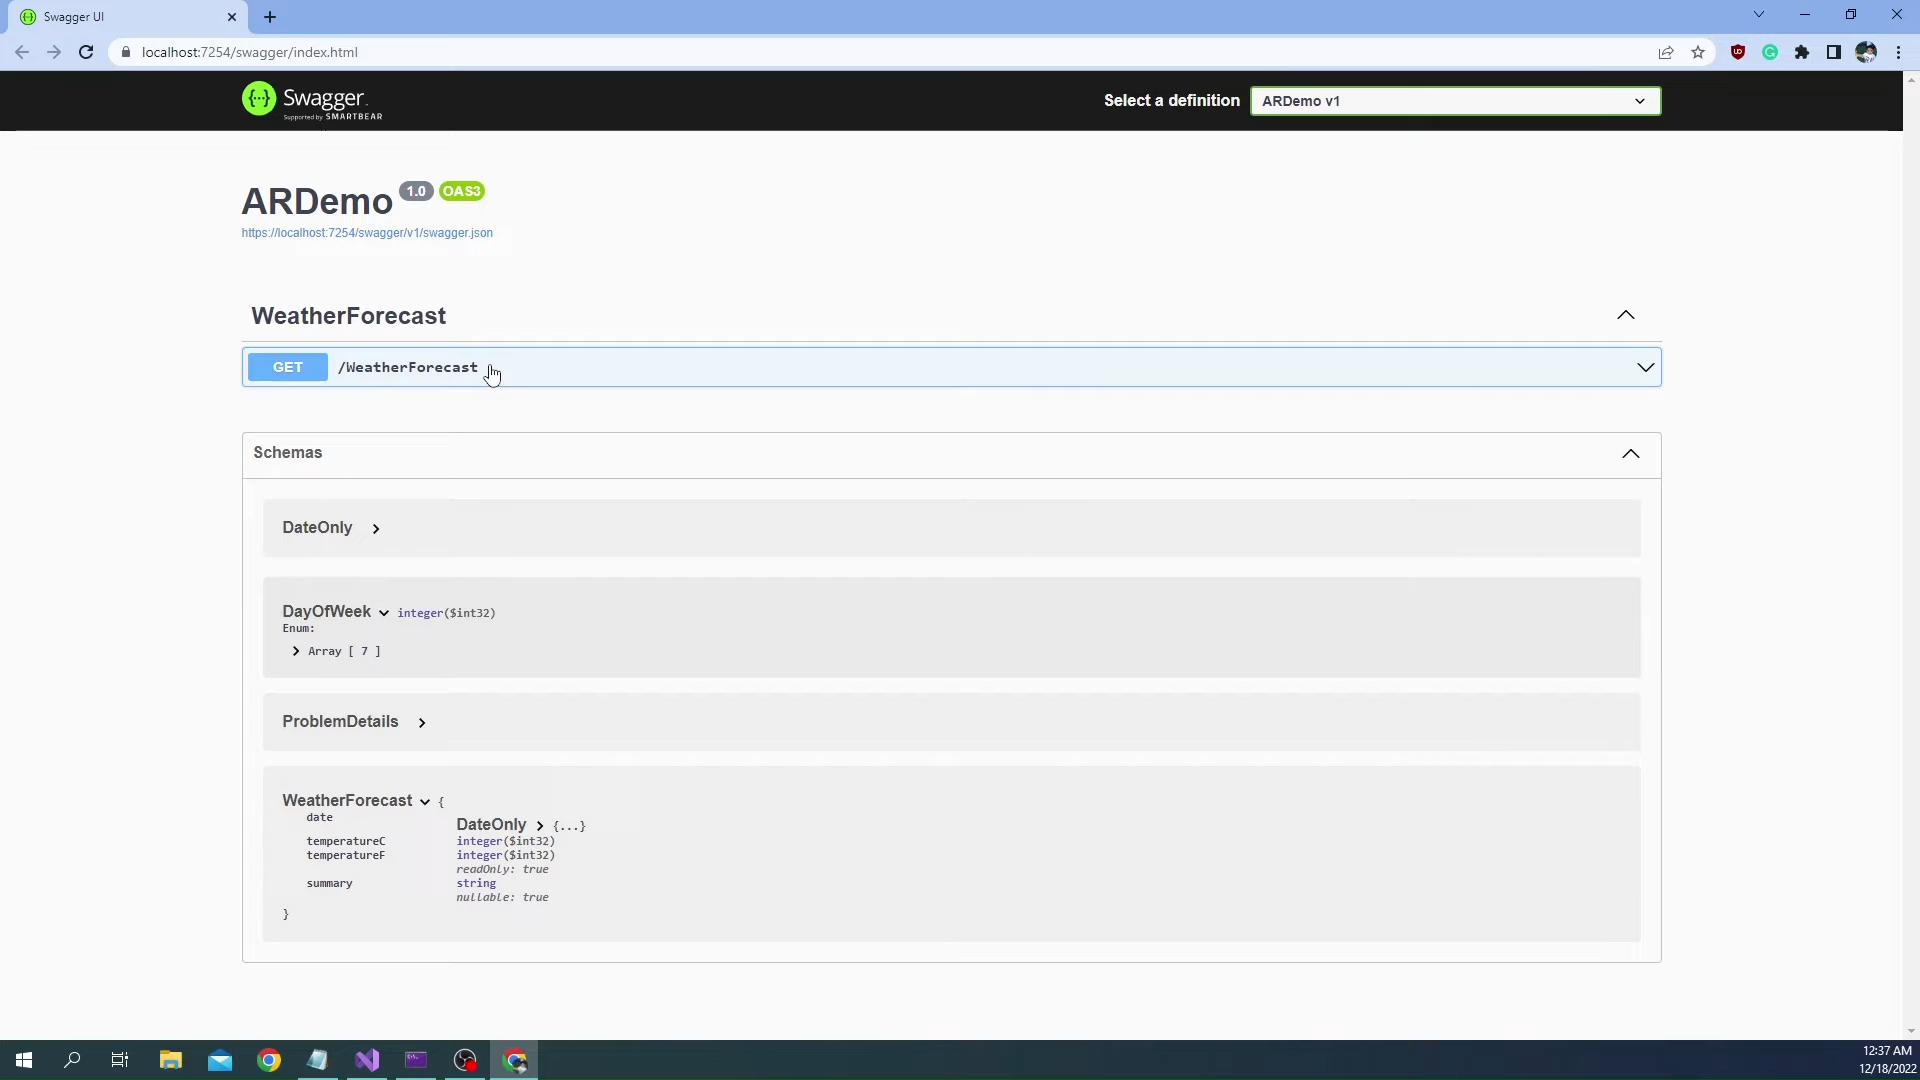 Swagger UI
localhost:7254/swagger/index.html
Swagger
Supported by SMARTBEAR
Select a definition
ARDemo v1
ARDemo 1.0 OAS3
https://localhost:7254/swagger/v1/swagger.json
WeatherForecast
GET /WeatherForecast
Schemas
DateOnly
DayOfWeek integer($int32)
Enum:
Array [ 7 ]
ProblemDetails
WeatherForecast {
date
DateOnly {...}
temperatureC integer($int32)
temperatureF integer($int32)
readOnly: true
summary string
nullable: true
}
12:37 AM
12/18/2022